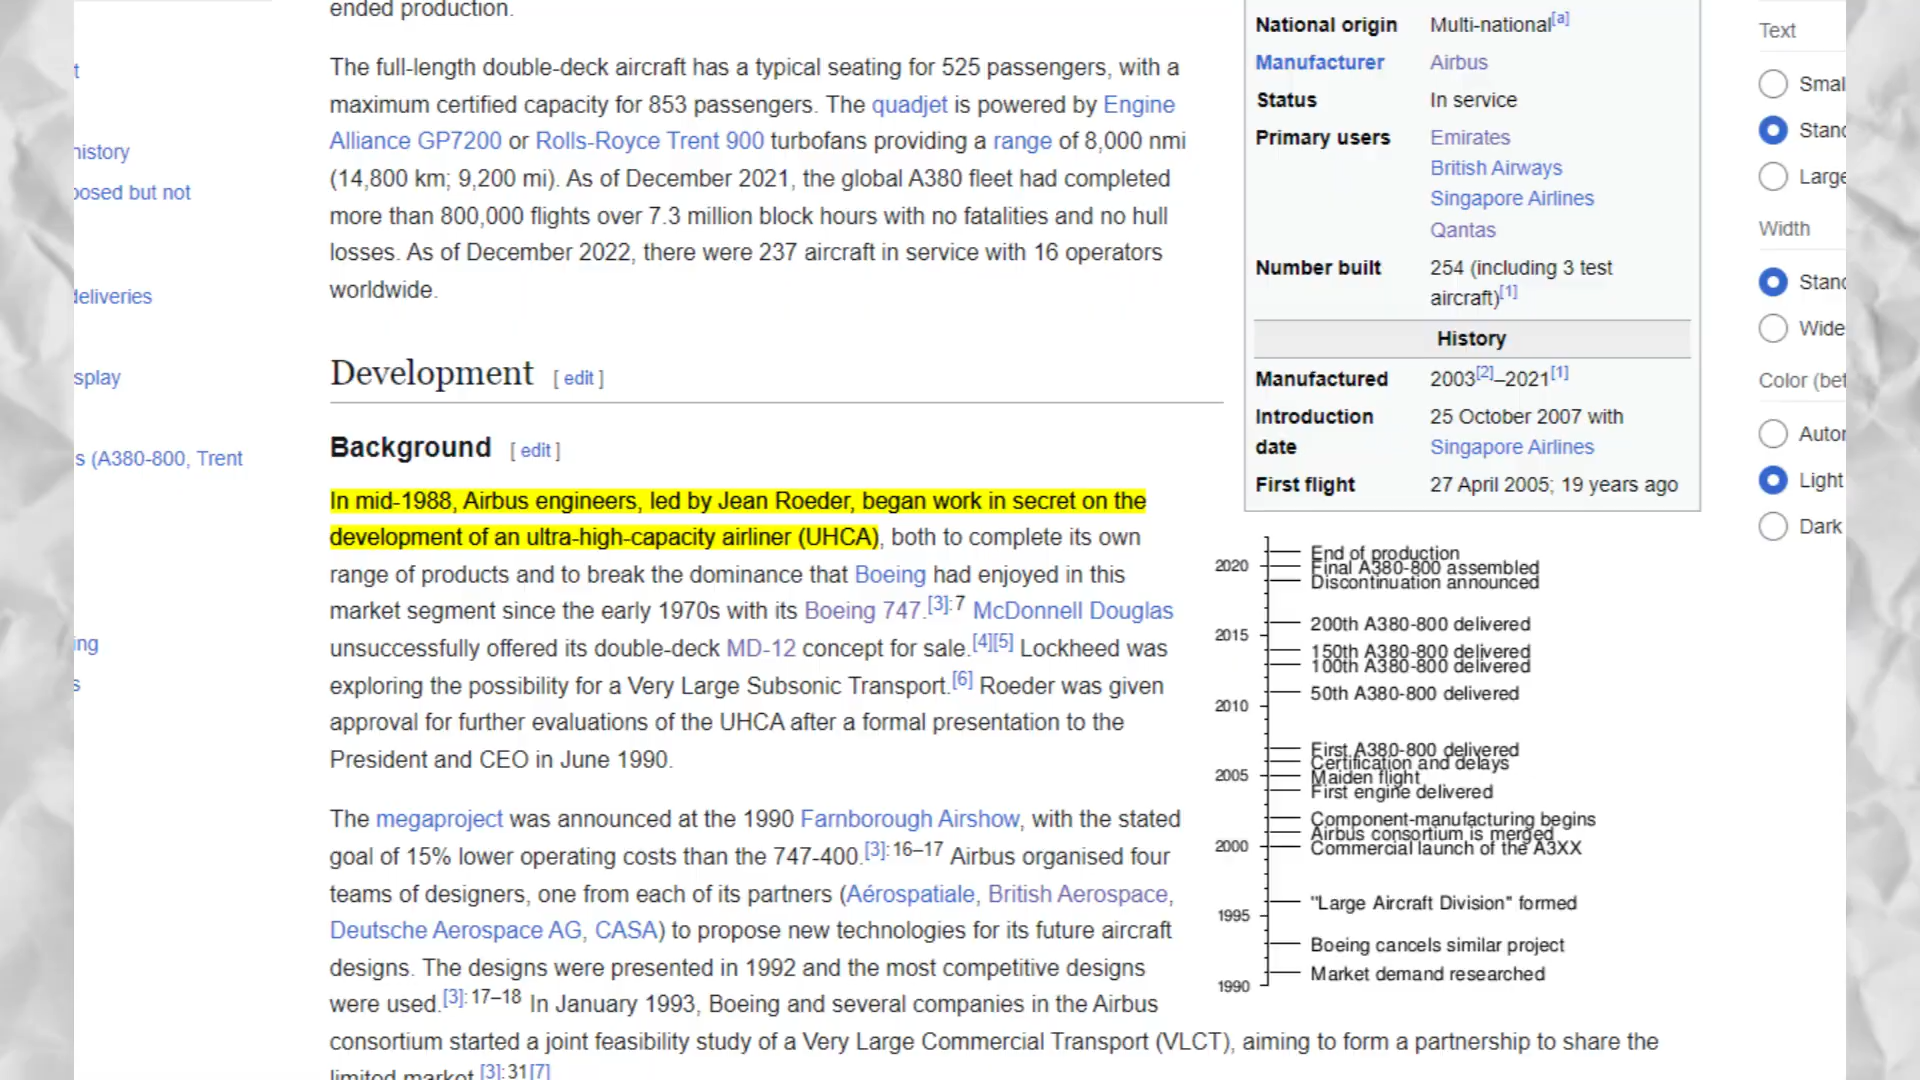 t
history
posed but not
deliveries
splay
s (A380-800, Trent
ing
s
ended production.
The full-length double-deck aircraft has a typical seating for 525 passengers, with a
maximum certified capacity for 853 passengers. The quadjet is powered by Engine
Alliance GP7200 or Rolls-Royce Trent 900 turbofans providing a range of 8,000 nmi
(14,800 km; 9,200 mi). As of December 2021, the global A380 fleet had completed
more than 800,000 flights over 7.3 million block hours with no fatalities and no hull
losses. As of December 2022, there were 237 aircraft in service with 16 operators
worldwide.
Development [ edit ]
Background [ edit ]
In mid-1988, Airbus engineers, led by Jean Roeder, began work in secret on the
development of an ultra-high-capacity airliner (UHCA), both to complete its own
range of products and to break the dominance that Boeing had enjoyed in this
market segment since the early 1970s with its Boeing 747.[3]:7 McDonnell Douglas
unsuccessfully offered its double-deck MD-12 concept for sale.[4][5] Lockheed was
exploring the possibility for a Very Large Subsonic Transport.[6] Roeder was given
approval for further evaluations of the UHCA after a formal presentation to the
President and CEO in June 1990.
The megaproject was announced at the 1990 Farnborough Airshow, with the stated
goal of 15% lower operating costs than the 747-400.[3]:16–17 Airbus organised four
teams of designers, one from each of its partners (Aérospatiale, British Aerospace,
Deutsche Aerospace AG, CASA) to propose new technologies for its future aircraft
designs. The designs were presented in 1992 and the most competitive designs
were used.[3]:17–18 In January 1993, Boeing and several companies in the Airbus
consortium started a joint feasibility study of a Very Large Commercial Transport (VLCT), aiming to form a partnership to share the
limited market.[3]:31[7]
National origin Multi-national[a]
Manufacturer Airbus
Status In service
Primary users Emirates
British Airways
Singapore Airlines
Qantas
Number built 254 (including 3 test
aircraft)[1]
History
Manufactured 2003[2]–2021[1]
Introduction 25 October 2007 with
date Singapore Airlines
First flight 27 April 2005; 19 years ago
End of production
2020 Final A380-800 assembled
Discontinuation announced
200th A380-800 delivered
2015
150th A380-800 delivered
100th A380-800 delivered
50th A380-800 delivered
2010
First A380-800 delivered
Certification and delays
2005 Maiden flight
First engine delivered
Component-manufacturing begins
Airbus consortium is merged
2000 Commercial launch of the A3XX
"Large Aircraft Division" formed
1995
Boeing cancels similar project
Market demand researched
1990
Text
Smal
Stand
Large
Width
Stand
Wide
Color (bet
Autor
Light
Dark